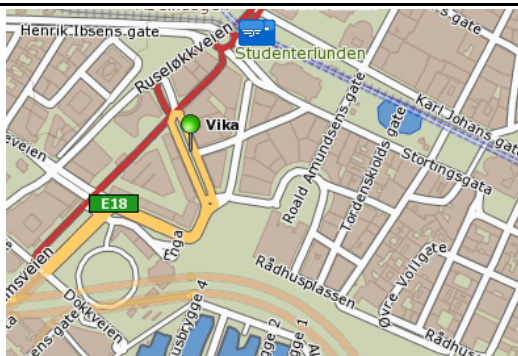 Henrik Ibsens gate
Ruseløkkveien
Studenterlunden
Karl Johans gate
Vika
Stortingsgata
Roald Amundsens gate
Tordenskiolds gate
E18
Enga
Rådhusplassen
Øvre Vollgate
Dokkveien